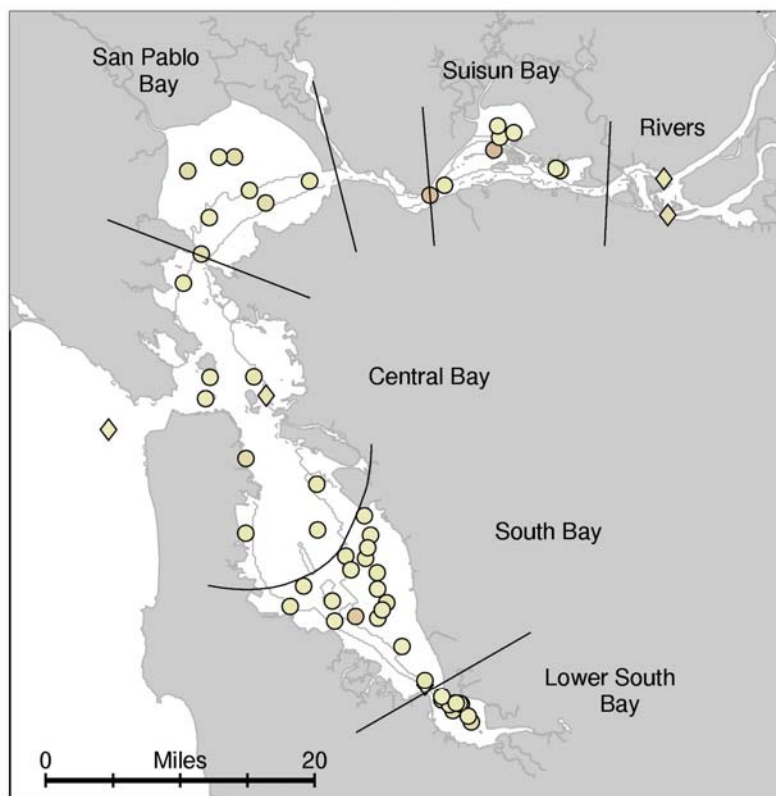 San Pablo
Bay
Suisun Bay
Rivers
Central Bay
South Bay
Lower South
Bay
0 Miles 20